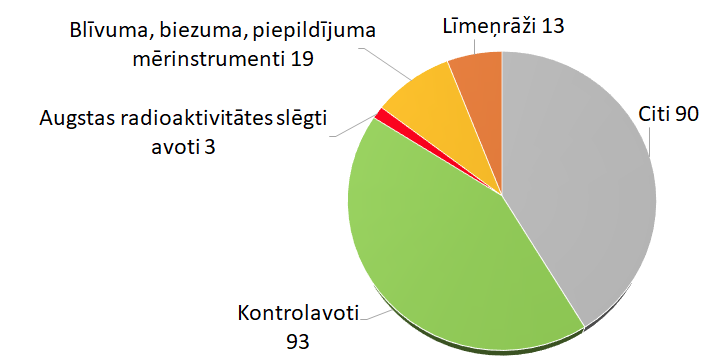 Līmeņrāži 13
Blīvuma, biezuma, piepildījuma
mērinstrumenti 19
Citi 90
Augstas radioaktivitātes slēgti
avoti 3
Kontrolavoti
93